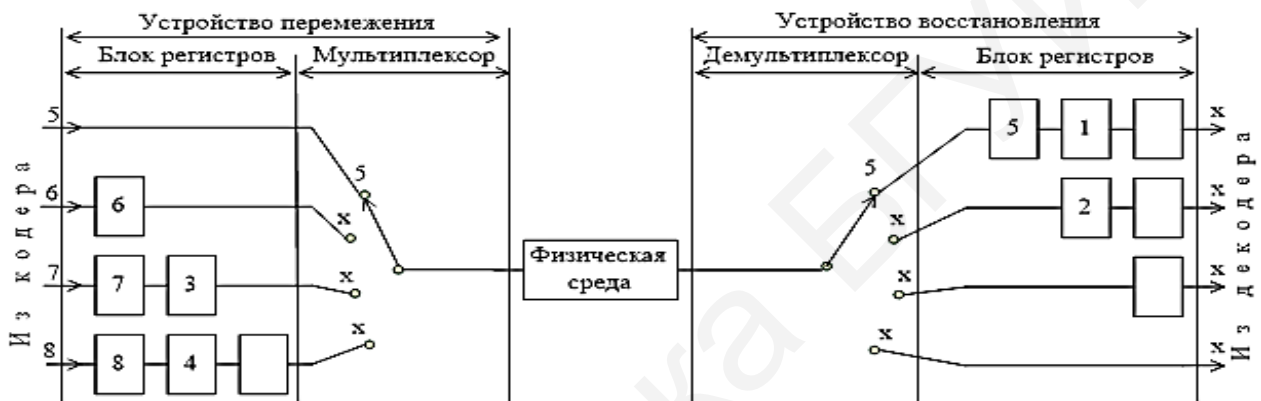 Устройство перемежения
Устройство восстановления
Блок регистров
Мультиплексор
Демультиплексор
Блок регистров
Из кодера
5
6
7
8
6
7
3
8
4
5
х
х
х
Физическая
среда
5
х
х
х
5
1
2
х
х
х
х
Из декодера